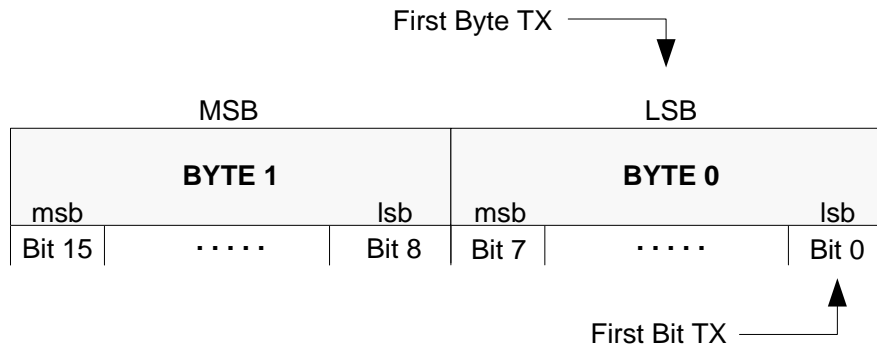 First Byte TX
MSB LSB
BYTE 1 BYTE 0
msb lsb msb lsb
Bit 15 ..... Bit 8 Bit 7 ..... Bit 0
First Bit TX